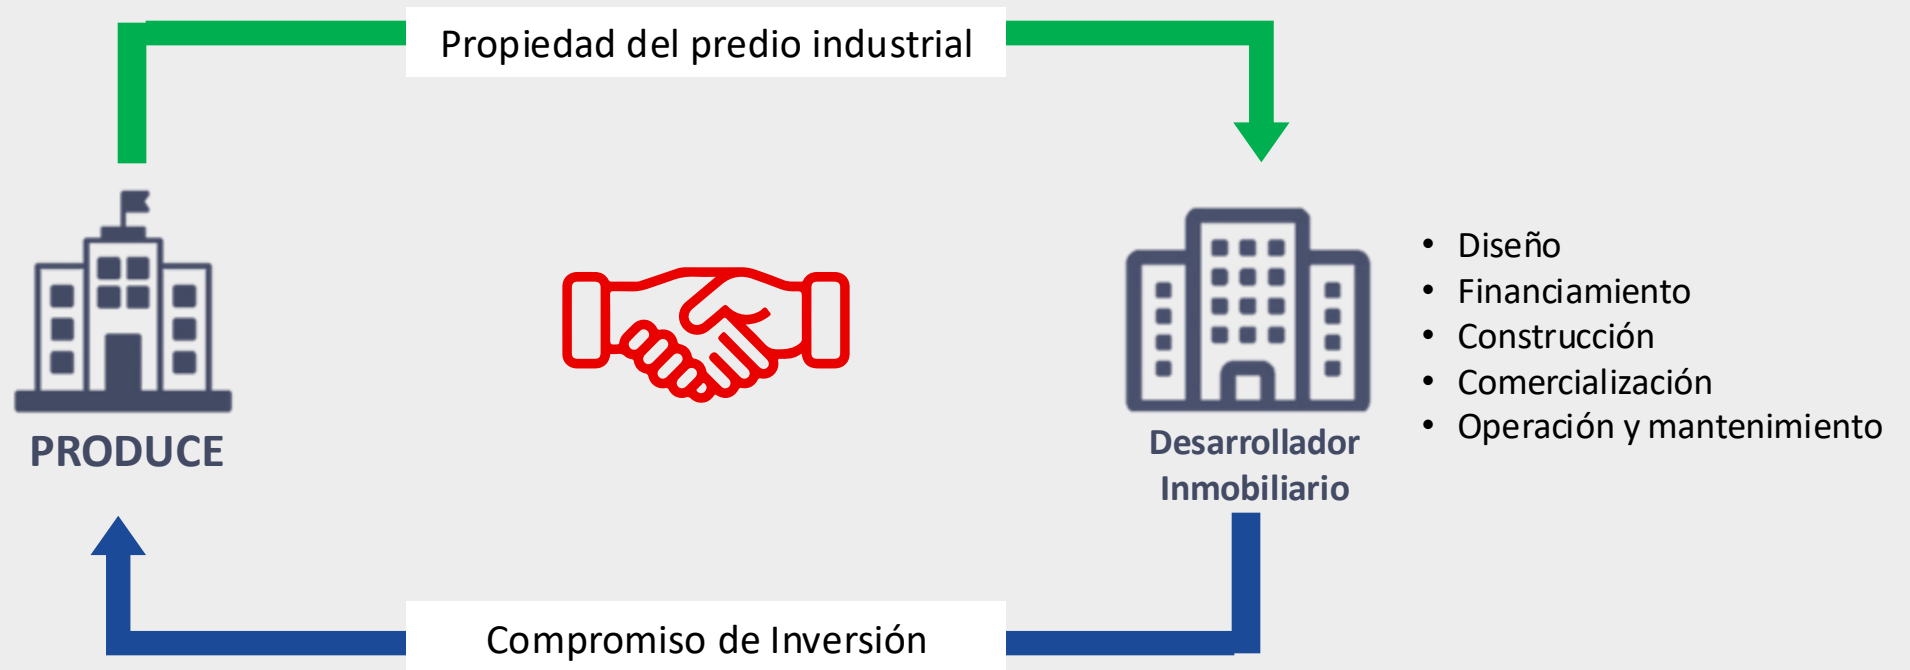 Propiedad del predio industrial
PRODUCE
Desarrollador
Inmobiliario
• Diseño
• Financiamiento
• Construcción
• Comercialización
• Operación y mantenimiento
Compromiso de Inversión